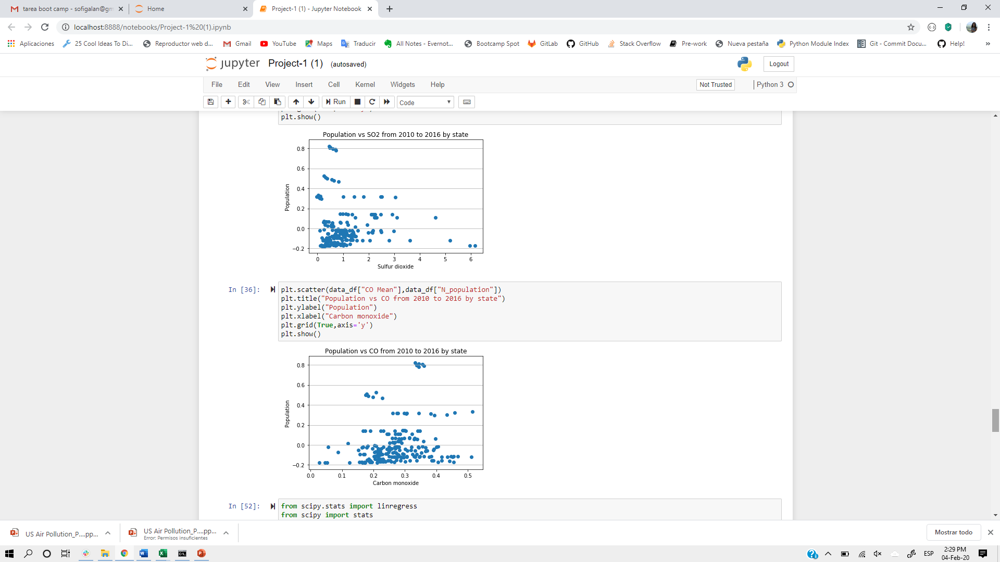 tarea boot camp - sofigalan@gm
Home
Project-1 (1) - Jupyter Notebook
localhost:8888/notebooks/Project-1%20(1).ipynb
Aplicaciones
25 Cool Ideas To Di...
Reproductor web d...
Gmail
YouTube
Maps
Traducir
All Notes - Evernot...
Bootcamp Spot
GitLab
GitHub
Stack Overflow
Pre-work
Nueva pestaña
Python Module Index
Git - Commit Docu...
Help!
»
jupyter Project-1 (1) (autosaved)
Logout
File Edit View Insert Cell Kernel Widgets Help
Not Trusted
Python 3
Run
Code
plt.show()
Population vs SO2 from 2010 to 2016 by state
0.8
0.6
0.4
0.2
0.0
−0.2
Population
0 1 2 3 4 5 6
Sulfur dioxide
In [36]:
plt.scatter(data_df["CO Mean"],data_df["N_population"])
plt.title("Population vs CO from 2010 to 2016 by state")
plt.ylabel("Population")
plt.xlabel("Carbon monoxide")
plt.grid(True,axis='y')
plt.show()
Population vs CO from 2010 to 2016 by state
0.8
0.6
0.4
0.2
0.0
−0.2
Population
0.0 0.1 0.2 0.3 0.4 0.5
Carbon monoxide
In [52]:
from scipy.stats import linregress
from scipy import stats
US Air Pollution_P....pp...
US Air Pollution_P....pp...
Error: Permisos insuficientes
Mostrar todo
ESP
2:29 PM
04-Feb-20